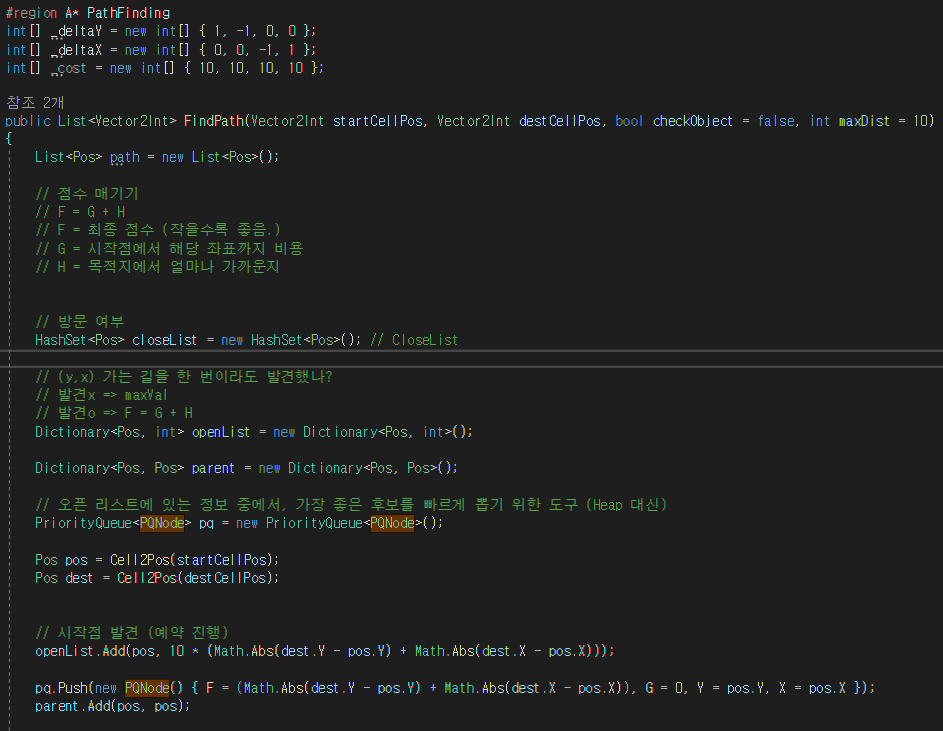 #region A* PathFinding
int[] _deltaY = new int[] { 1, -1, 0, 0 };
int[] _deltaX = new int[] { 0, 0, -1, 1 };
int[] _cost = new int[] { 10, 10, 10, 10 };
참조 2개
public List<Vector2Int> FindPath(Vector2Int startCellPos, Vector2Int destCellPos, bool checkObject = false, int maxDist = 10)
{
List<Pos> path = new List<Pos>();
// 점수 매기기
// F = G + H
// F = 최종 점수 (작을수록 좋음.)
// G = 시작점에서 해당 좌표까지 비용
// H = 목적지에서 얼마나 가까운지
// 방문 여부
HashSet<Pos> closeList = new HashSet<Pos>(); // CloseList
// (y,x) 가는 길을 한 번이라도 발견했나?
// 발견x => maxVal
// 발견o => F = G + H
Dictionary<Pos, int> openList = new Dictionary<Pos, int>();
Dictionary<Pos, Pos> parent = new Dictionary<Pos, Pos>();
// 오픈 리스트에 있는 정보 중에서, 가장 좋은 후보를 빠르게 뽑기 위한 도구 (Heap 대신)
PriorityQueue<PQNode> pq = new PriorityQueue<PQNode>();
Pos pos = Cell2Pos(startCellPos);
Pos dest = Cell2Pos(destCellPos);
// 시작점 발견 (예약 진행)
openList.Add(pos, 10 * (Math.Abs(dest.Y - pos.Y) + Math.Abs(dest.X - pos.X)));
pq.Push(new PQNode() { F = (Math.Abs(dest.Y - pos.Y) + Math.Abs(dest.X - pos.X)), G = 0, Y = pos.Y, X = pos.X });
parent.Add(pos, pos);